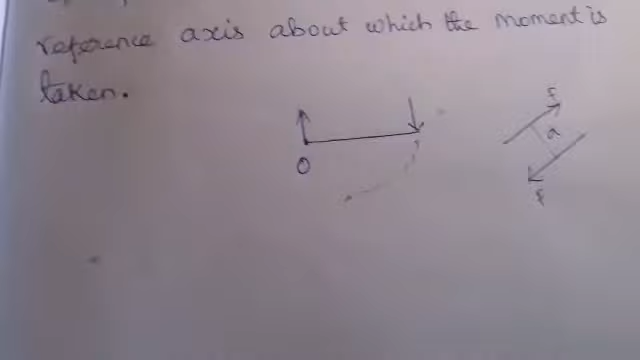 reference axis about which the moment is
taken.
F
a
O
F